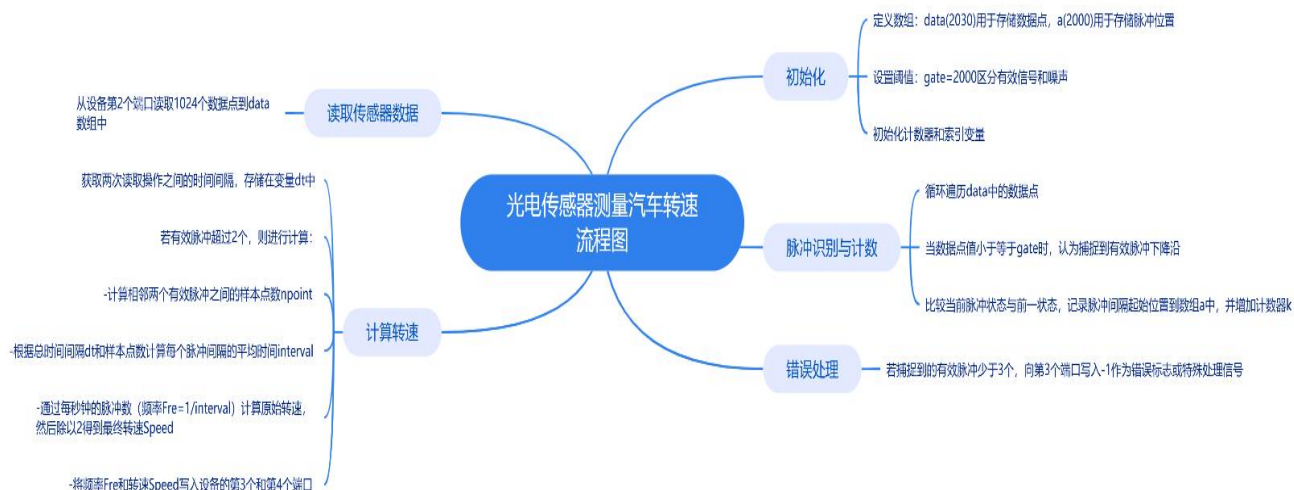 光电传感器测量汽车转速
流程图
初始化
定义数组：data(2030)用于存储数据点，a(2000)用于存储脉冲位置
设置阈值：gate=2000区分有效信号和噪声
初始化计数器和索引变量
脉冲识别与计数
循环遍历data中的数据点
当数据点值小于等于gate时，认为捕捉到有效脉冲下降沿
比较当前脉冲状态与前一状态，记录脉冲间隔起始位置到数组a中，并增加计数器k
错误处理
若捕捉到的有效脉冲少于3个，向第3个端口写入-1作为错误标志或特殊处理信号
读取传感器数据
从设备第2个端口读取1024个数据点到data
数组中
计算转速
获取两次读取操作之间的时间间隔，存储在变量dt中
若有效脉冲超过2个，则进行计算：
-计算相邻两个有效脉冲之间的样本点数npoint
-根据总时间间隔dt和样本点数计算每个脉冲间隔的平均时间interval
-通过每秒钟的脉冲数（频率Fre=1/interval）计算原始转速，
然后除以2得到最终转速Speed
-将频率Fre和转速Speed写入设备的第3个和第4个端口